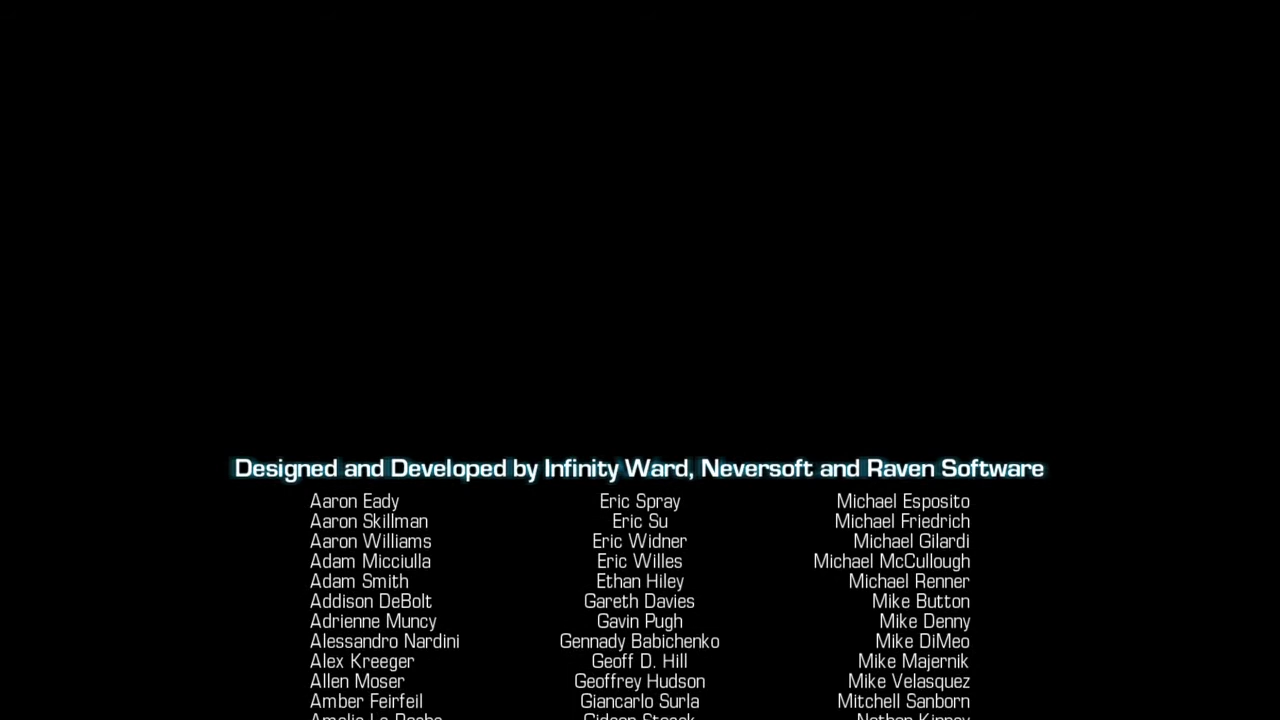 Designed and Developed by Infinity Ward, Neversoft and Raven Software
Aaron Eady Eric Spray Michael Esposito
Aaron Skillman Eric Su Michael Friedrich
Aaron Williams Eric Widner Michael Gilardi
Adam Micciulla Eric Willes Michael McCullough
Adam Smith Ethan Hiley Michael Renner
Addison DeBolt Gareth Davies Mike Button
Adrienne Muncy Gavin Pugh Mike Denny
Alessandro Nardini Gennady Babichenko Mike DiMeo
Alex Kreeger Geoff D. Hill Mike Majernik
Allen Moser Geoffrey Hudson Mike Velasquez
Amber Feirfeil Giancarlo Surla Mitchell Sanborn